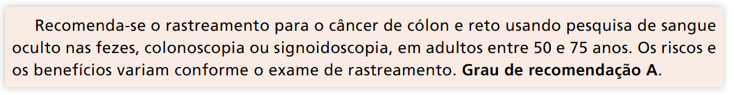 Recomenda-se o rastreamento para o câncer de cólon e reto usando pesquisa de sangue
oculto nas fezes, colonoscopia ou signoidoscopia, em adultos entre 50 e 75 anos. Os riscos e
os benefícios variam conforme o exame de rastreamento. Grau de recomendação A.